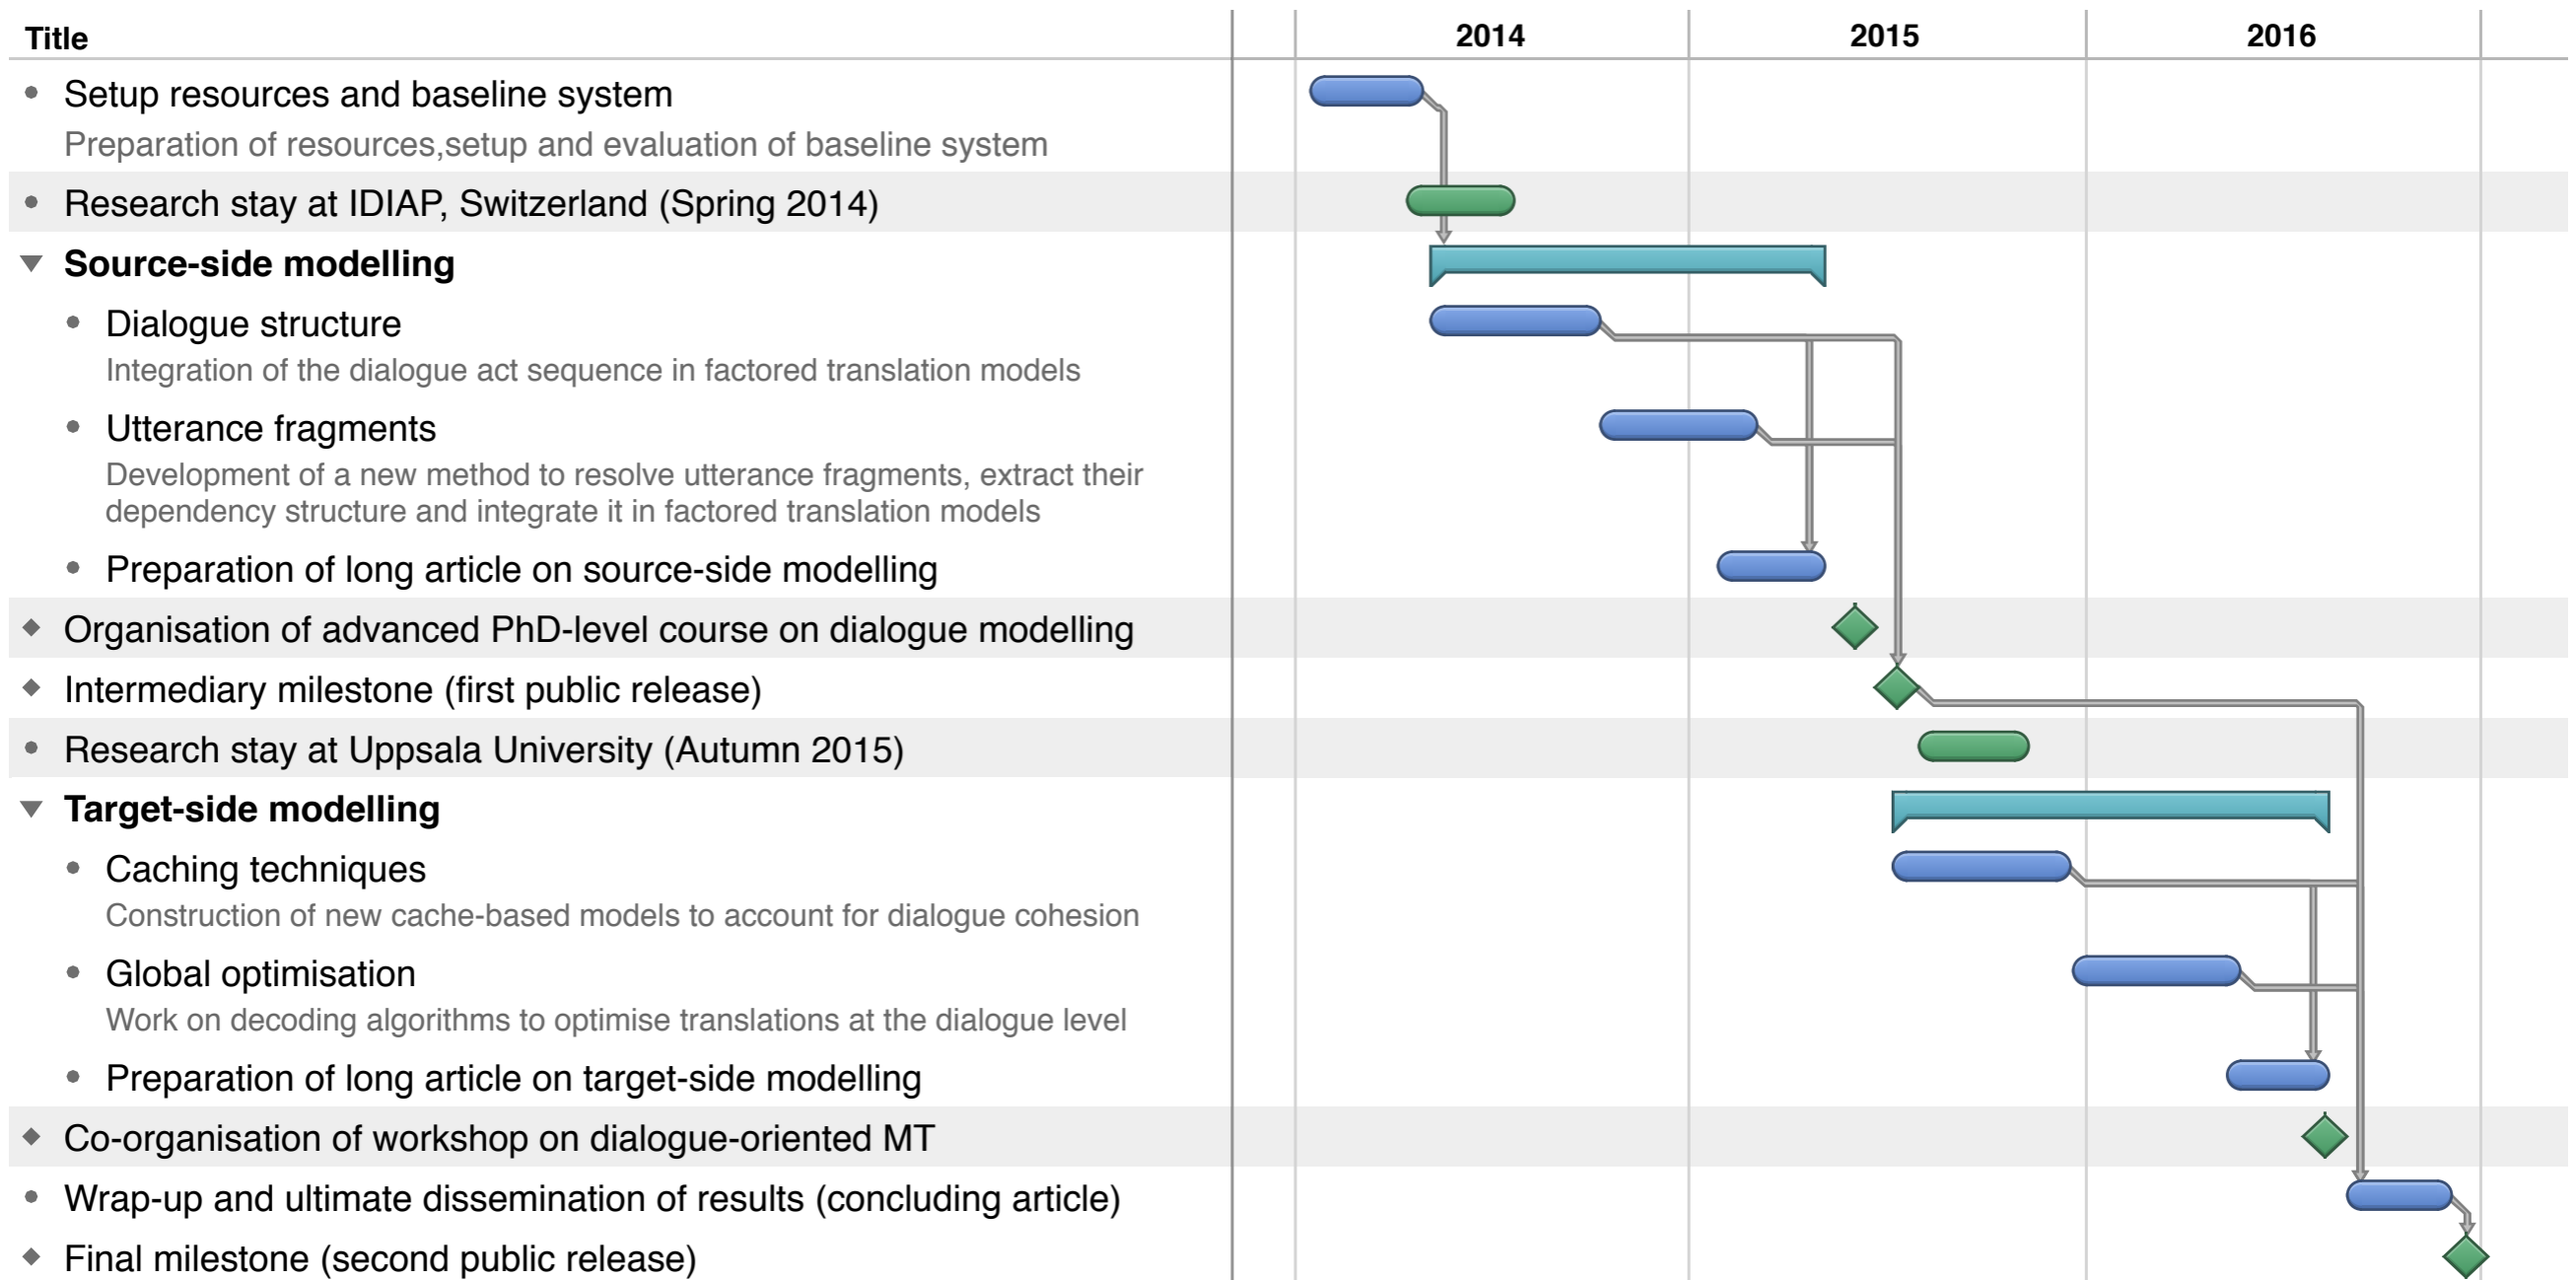 Title 2014 2015 2016
Setup resources and baseline system
Preparation of resources,setup and evaluation of baseline system
Research stay at IDIAP, Switzerland (Spring 2014)
Source-side modelling
Dialogue structure
Integration of the dialogue act sequence in factored translation models
Utterance fragments
Development of a new method to resolve utterance fragments, extract their
dependency structure and integrate it in factored translation models
Preparation of long article on source-side modelling
Organisation of advanced PhD-level course on dialogue modelling
Intermediary milestone (first public release)
Research stay at Uppsala University (Autumn 2015)
Target-side modelling
Caching techniques
Construction of new cache-based models to account for dialogue cohesion
Global optimisation
Work on decoding algorithms to optimise translations at the dialogue level
Preparation of long article on target-side modelling
Co-organisation of workshop on dialogue-oriented MT
Wrap-up and ultimate dissemination of results (concluding article)
Final milestone (second public release)